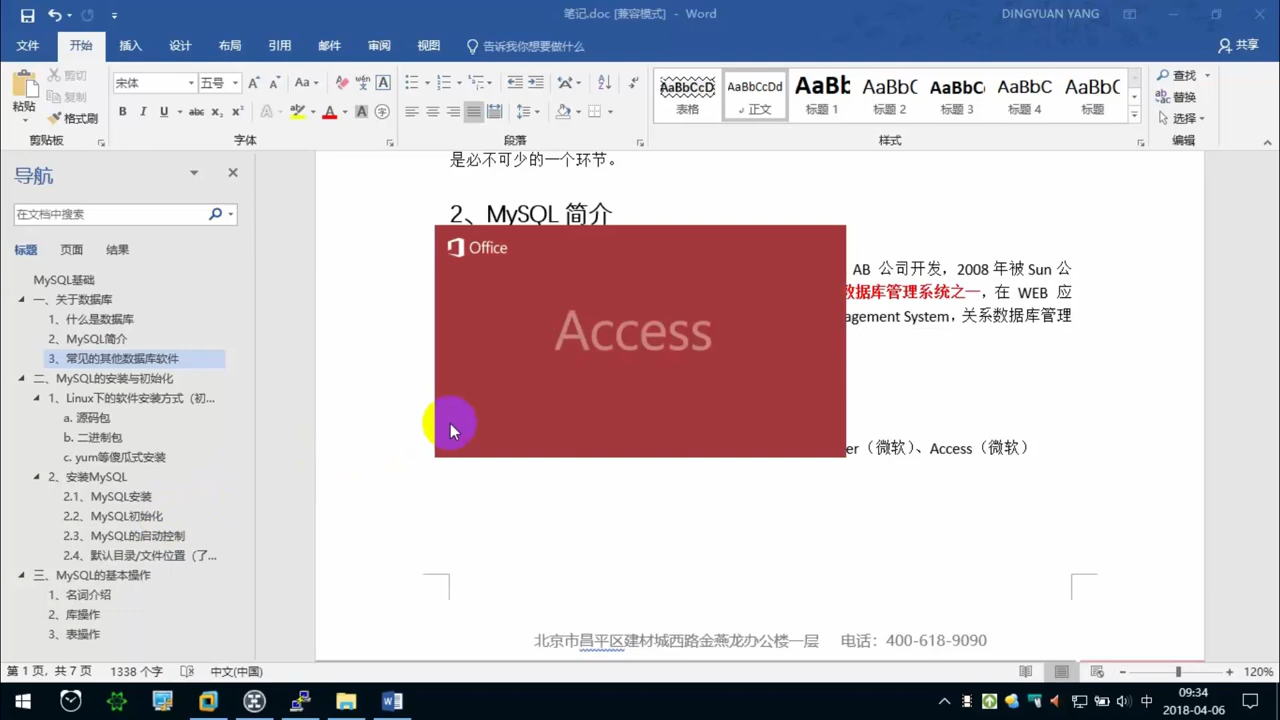 笔记.doc [兼容模式] - Word
DINGYUAN YANG
文件 开始 插入 设计 布局 引用 邮件 审阅 视图 告诉我你想要做什么 共享
粘贴 剪切 复制 格式刷
宋体 五号
剪贴板 字体 段落 样式 编辑
AaBbCcD 表格
AaBbCcDd 正文
AaBb 标题 1
AaBbC 标题 2
AaBbC 标题 3
AaBbC 标题 4
AaBbC 标题
查找
替换
选择
导航
在文档中搜索
标题 页面 结果
MySQL基础
一、关于数据库
1、什么是数据库
2、MySQL简介
3、常见的其他数据库软件
二、MySQL的安装与初始化
1、Linux下的软件安装方式（初...
a. 源码包
b. 二进制包
c. yum等傻瓜式安装
2、安装MySQL
2.1、MySQL安装
2.2、MySQL初始化
2.3、MySQL的启动控制
2.4、默认目录/文件位置（了...
三、MySQL的基本操作
1、名词介绍
2、库操作
3、表操作
是必不可少的一个环节。
2、MySQL 简介
Office
Access
AB 公司开发，2008 年被 Sun 公
数据库管理系统之一，在 WEB 应
agement System，关系数据库管理
er（微软）、Access（微软）
北京市昌平区建材城西路金燕龙办公楼一层 电话：400-618-9090
第 1 页，共 7 页 1338 个字 中文(中国) 120%
中 09:34
2018-04-06